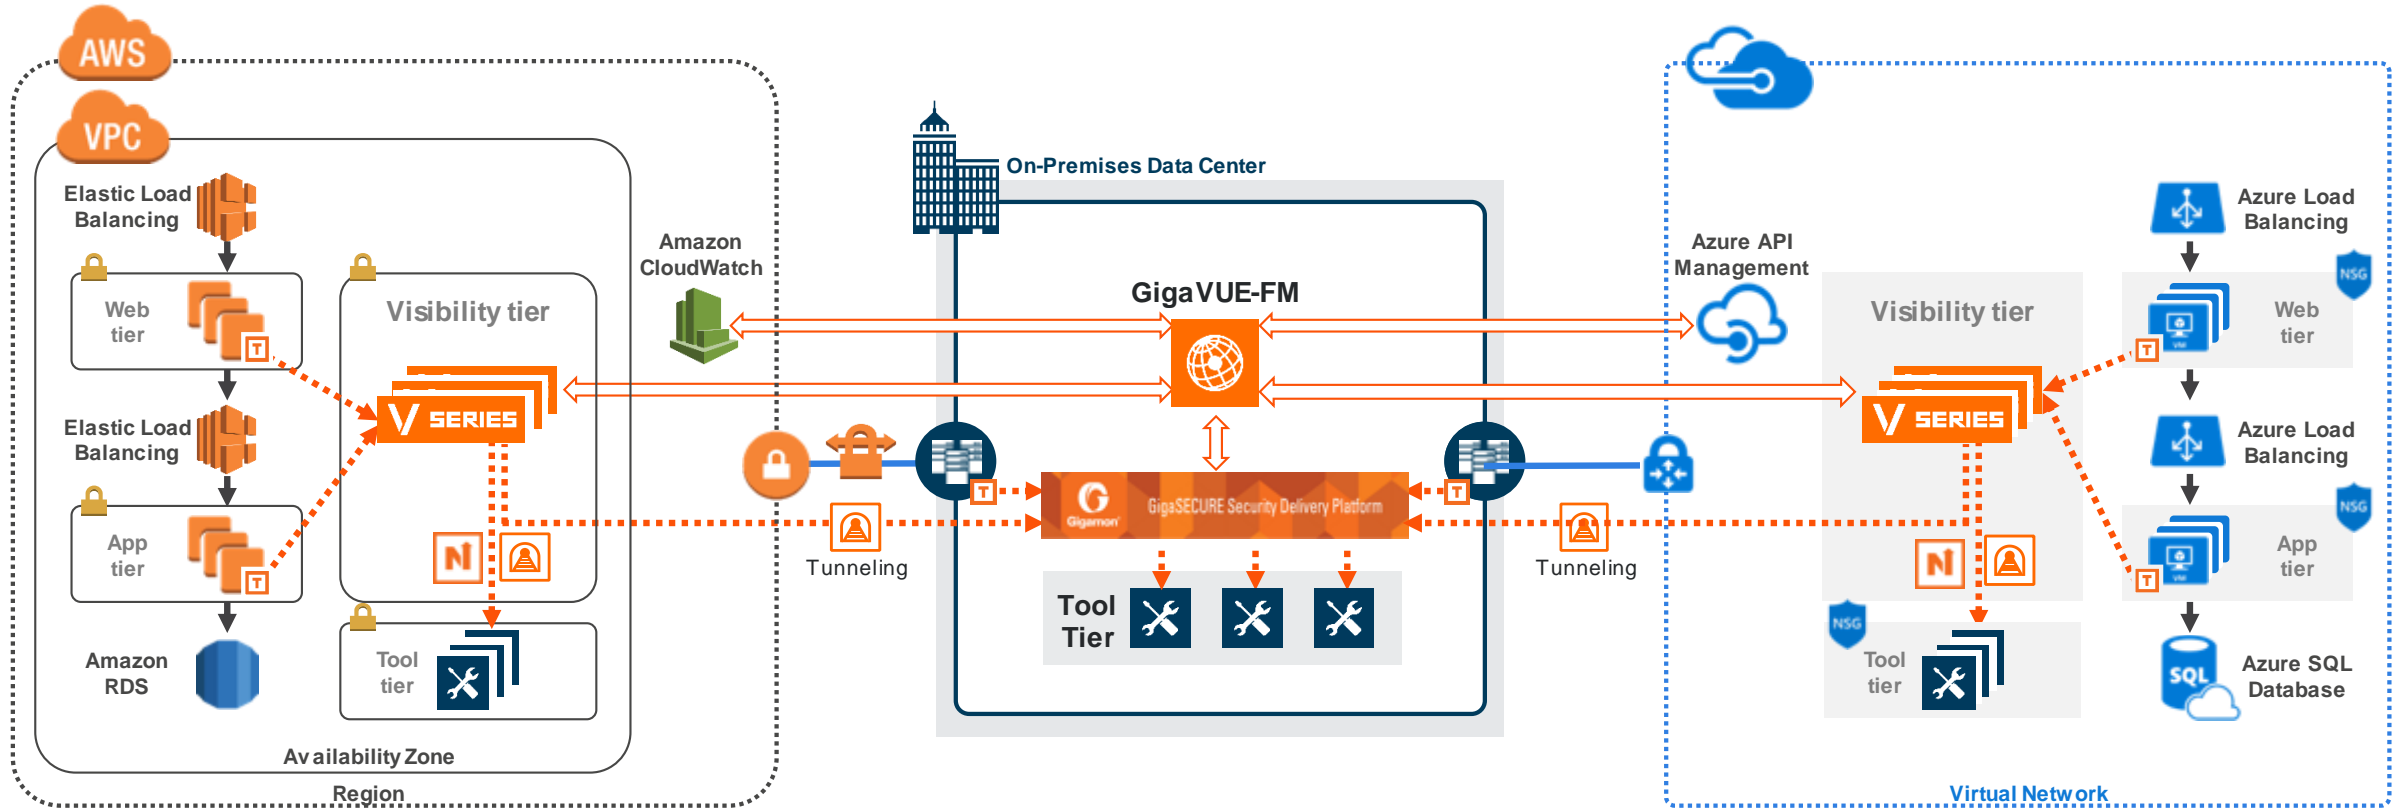 AWS
VPC
Elastic Load
Balancing
Web
tier
T
Elastic Load
Balancing
App
tier
T
Amazon
RDS
Visibility tier
V SERIES
N
Tool
tier
Availability Zone
Region
Amazon
CloudWatch
Tunneling
On-Premises Data Center
GigaVUE-FM
T
G
Gigamon®
GigaSECURE Security Delivery Platform
T
Tool
Tier
Tunneling
Azure API
Management
Visibility tier
V SERIES
N
NSG
Tool
tier
Azure Load
Balancing
NSG
Web
tier
VM
T
Azure Load
Balancing
NSG
App
tier
VM
T
SQL
Azure SQL
Database
Virtual Network